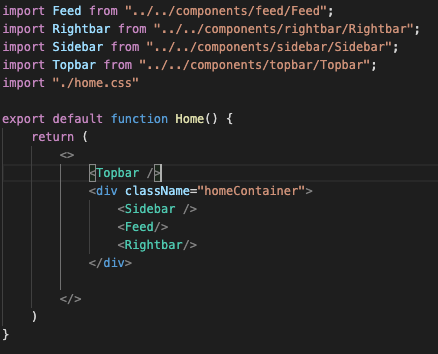 import Feed from "../../components/feed/Feed";
import Rightbar from "../../components/rightbar/Rightbar";
import Sidebar from "../../components/sidebar/Sidebar";
import Topbar from "../../components/topbar/Topbar";
import "./home.css"

export default function Home() {
    return (
        <>
            <Topbar />
            <div className="homeContainer">
                <Sidebar />
                <Feed/>
                <Rightbar/>
            </div>

        </>
    )
}